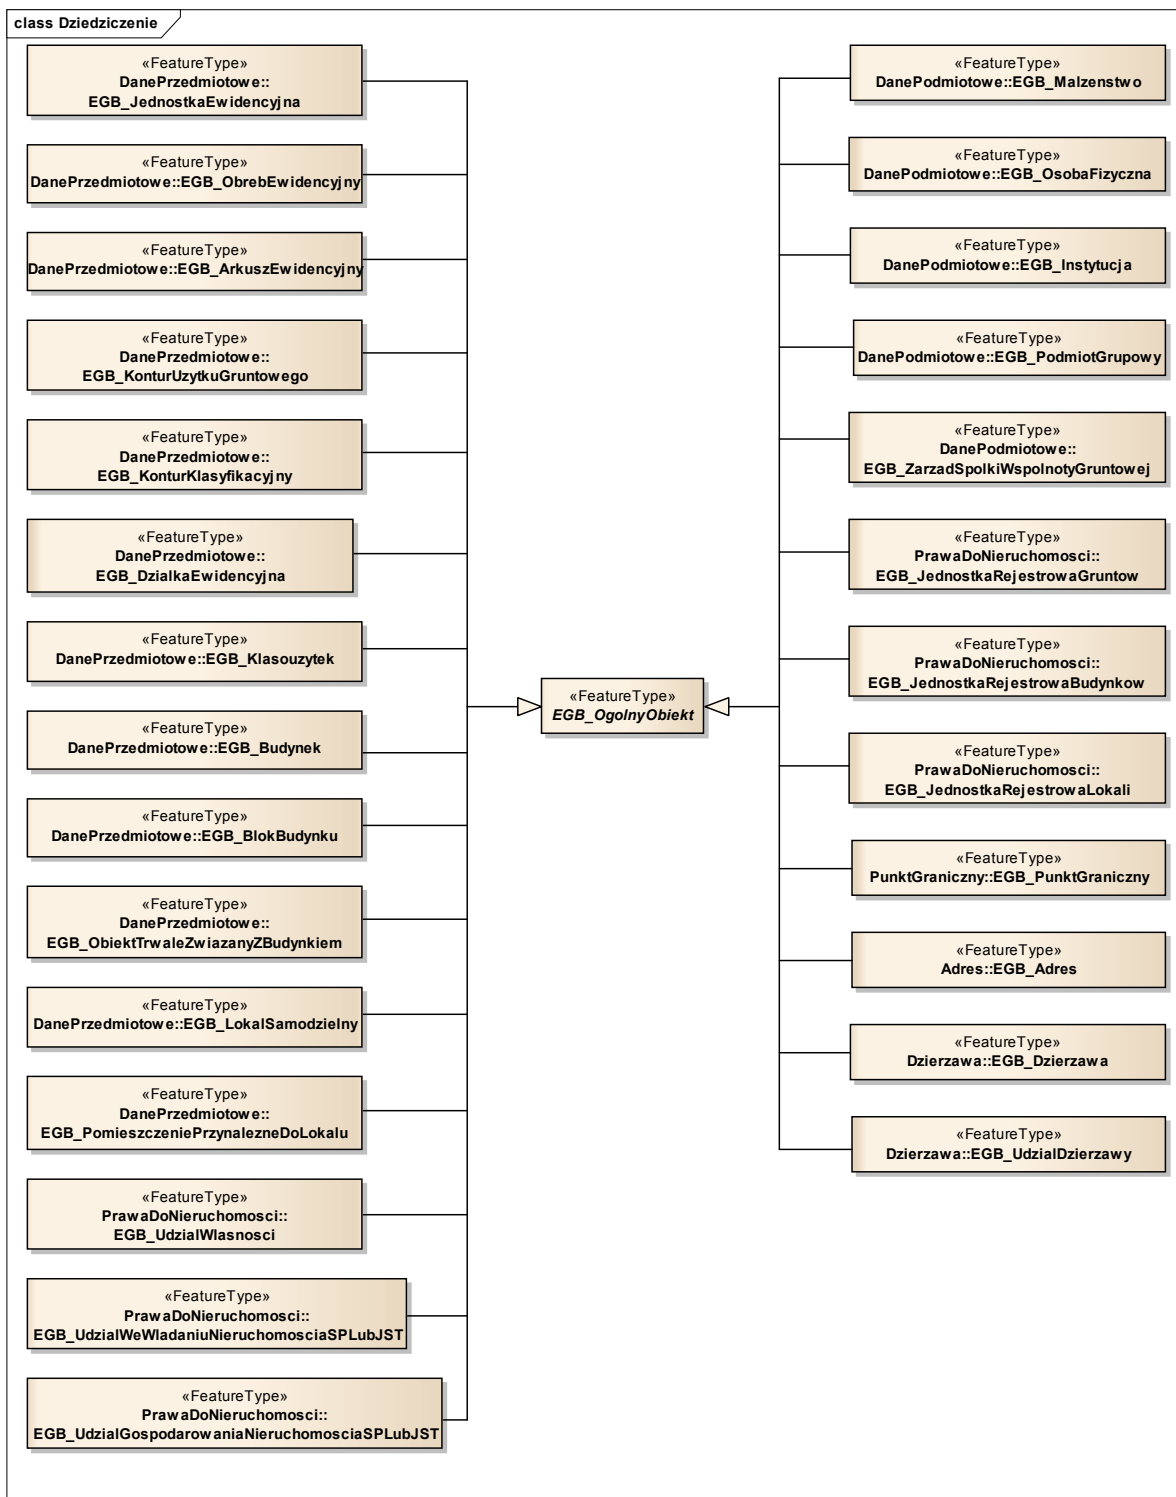 class Dziedziczenie
«FeatureType»
DanePrzedmiotowe::
EGB_JednostkaEwidencyjna
«FeatureType»
DanePrzedmiotowe::EGB_ObrebEwidencyjny
«FeatureType»
DanePrzedmiotowe::EGB_ArkuszEwidencyjny
«FeatureType»
DanePrzedmiotowe::
EGB_KonturUzytkuGruntowego
«FeatureType»
DanePrzedmiotowe::
EGB_KonturKlasyfikacyjny
«FeatureType»
DanePrzedmiotowe::
EGB_DzialkaEwidencyjna
«FeatureType»
DanePrzedmiotowe::EGB_Klasouzytek
«FeatureType»
DanePrzedmiotowe::EGB_Budynek
«FeatureType»
DanePrzedmiotowe::EGB_BlokBudynku
«FeatureType»
DanePrzedmiotowe::
EGB_ObiektTrwaleZwiazanyZBudynkiem
«FeatureType»
DanePrzedmiotowe::EGB_LokalSamodzielny
«FeatureType»
DanePrzedmiotowe::
EGB_PomieszczeniePrzynalezneDoLokalu
«FeatureType»
PrawaDoNieruchomosci::
EGB_UdzialWlasnosci
«FeatureType»
PrawaDoNieruchomosci::
EGB_UdzialWeWladaniuNieruchomosciaSPLubJST
«FeatureType»
PrawaDoNieruchomosci::
EGB_UdzialGospodarowaniaNieruchomosciaSPLubJST
«FeatureType»
EGB_OgolnyObiekt
«FeatureType»
DanePodmiotowe::EGB_Malzenstwo
«FeatureType»
DanePodmiotowe::EGB_OsobaFizyczna
«FeatureType»
DanePodmiotowe::EGB_Instytucja
«FeatureType»
DanePodmiotowe::EGB_PodmiotGrupowy
«FeatureType»
DanePodmiotowe::
EGB_ZarzadSpolkiWspolnotyGruntowej
«FeatureType»
PrawaDoNieruchomosci::
EGB_JednostkaRejestrowaGruntow
«FeatureType»
PrawaDoNieruchomosci::
EGB_JednostkaRejestrowaBudynkow
«FeatureType»
PrawaDoNieruchomosci::
EGB_JednostkaRejestrowaLokali
«FeatureType»
PunktGraniczny::EGB_PunktGraniczny
«FeatureType»
Adres::EGB_Adres
«FeatureType»
Dzierzawa::EGB_Dzierzawa
«FeatureType»
Dzierzawa::EGB_UdzialDzierzawy